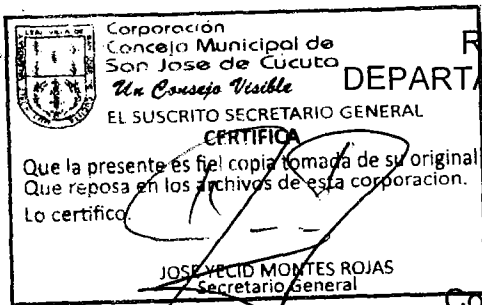 Corporación
Concejo Municipal de
San Jose de Cúcuta
Un Consejo Visible
R
DEPARTA
EL SUSCRITO SECRETARIO GENERAL
CERTIFICA
Que la presente es fiel copia tomada de su original
Que reposa en los archivos de esta corporacion.
Lo certifico.
JOSE YECID MONTES ROJAS
Secretario General
Co